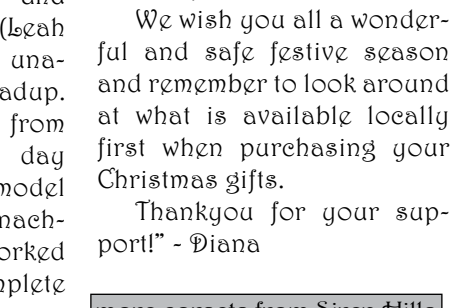 and
(Leah
una-
adup.
from
day
model
mach-
orked
mplete
We wish you all a wonder-
ful and safe festive season
and remember to look around
at what is available locally
first when purchasing your
Christmas gifts.
Thankyou for your sup-
port!” - Diana